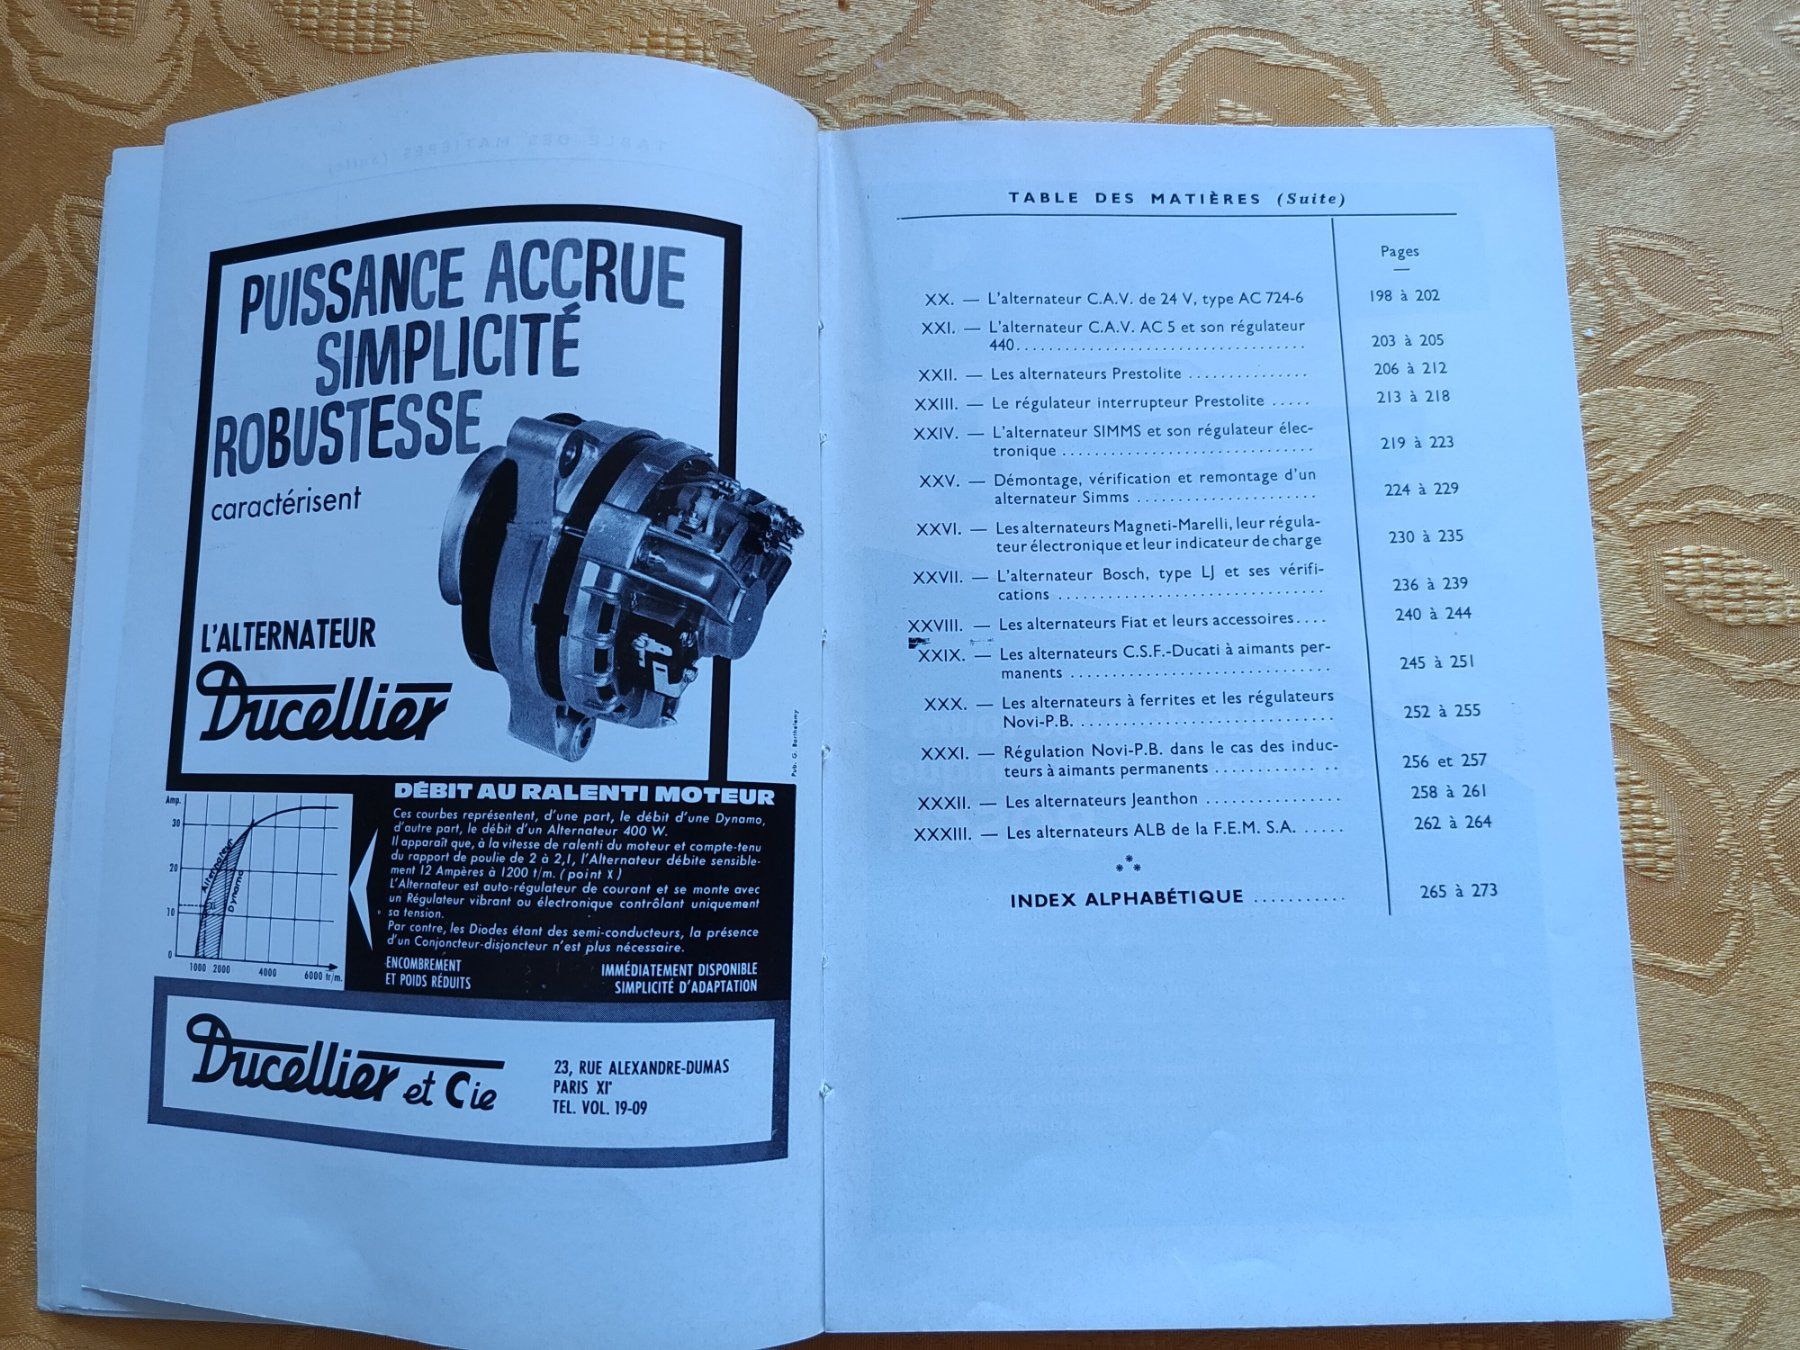 PUISSANCE ACCRUE
SIMPLICITÉ
ROBUSTESSE
caractérisent
L'ALTERNATEUR
Ducellier
Pub. G. Barthelemy
DÉBIT AU RALENTI MOTEUR
Ces courbes représentent, d'une part, le débit d'une Dynamo,
d'autre part, le débit d'un Alternateur 400 W.
Il apparaît que, à la vitesse de ralenti du moteur et compte-tenu
du rapport de poulie de 2 à 2,1, l'Alternateur débite sensible-
ment 12 Ampères à 1200 t/m. (point X)
L'Alternateur est auto-régulateur de courant et se monte avec
un Régulateur vibrant ou électronique contrôlant uniquement
sa tension.
Par contre, les Diodes étant des semi-conducteurs, la présence
d'un Conjoncteur-disjoncteur n'est plus nécessaire.
ENCOMBREMENT
ET POIDS RÉDUITS
IMMÉDIATEMENT DISPONIBLE
SIMPLICITÉ D'ADAPTATION
Amp.
30
20
10
0
Alternateur
Dynamo
X
1000 2000 4000 6000 tr/m.
Ducellier et Cie
23, RUE ALEXANDRE-DUMAS
PARIS XIe
TEL. VOL. 19-09
TABLE DES MATIÈRES (Suite)
Pages
XX. — L'alternateur C.A.V. de 24 V, type AC 724-6 198 à 202
XXI. — L'alternateur C.A.V. AC 5 et son régulateur
440.................................... 203 à 205
XXII. — Les alternateurs Prestolite ............... 206 à 212
XXIII. — Le régulateur interrupteur Prestolite ..... 213 à 218
XXIV. — L'alternateur SIMMS et son régulateur élec-
tronique ............................... 219 à 223
XXV. — Démontage, vérification et remontage d'un
alternateur Simms ...................... 224 à 229
XXVI. — Les alternateurs Magneti-Marelli, leur régula-
teur électronique et leur indicateur de charge 230 à 235
XXVII. — L'alternateur Bosch, type LJ et ses vérifi-
cations ................................. 236 à 239
XXVIII. — Les alternateurs Fiat et leurs accessoires.... 240 à 244
XXIX. — Les alternateurs C.S.F.-Ducati à aimants per-
manents ................................ 245 à 251
XXX. — Les alternateurs à ferrites et les régulateurs
Novi-P.B. ............................... 252 à 255
XXXI. — Régulation Novi-P.B. dans le cas des induc-
teurs à aimants permanents ............ .. 256 et 257
XXXII. — Les alternateurs Jeanthon ................. 258 à 261
XXXIII. — Les alternateurs ALB de la F.E.M. S.A. ..... 262 à 264
INDEX ALPHABÉTIQUE ........... 265 à 273